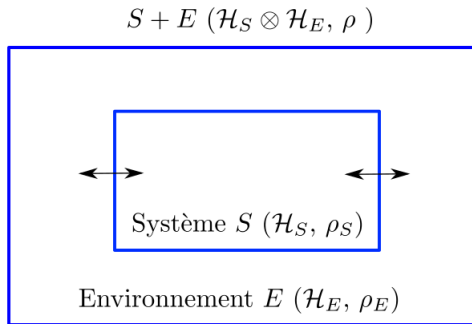 S + E (ℋ_S ⊗ ℋ_E, ρ )
Système S (ℋ_S, ρ_S)
Environnement E (ℋ_E, ρ_E)